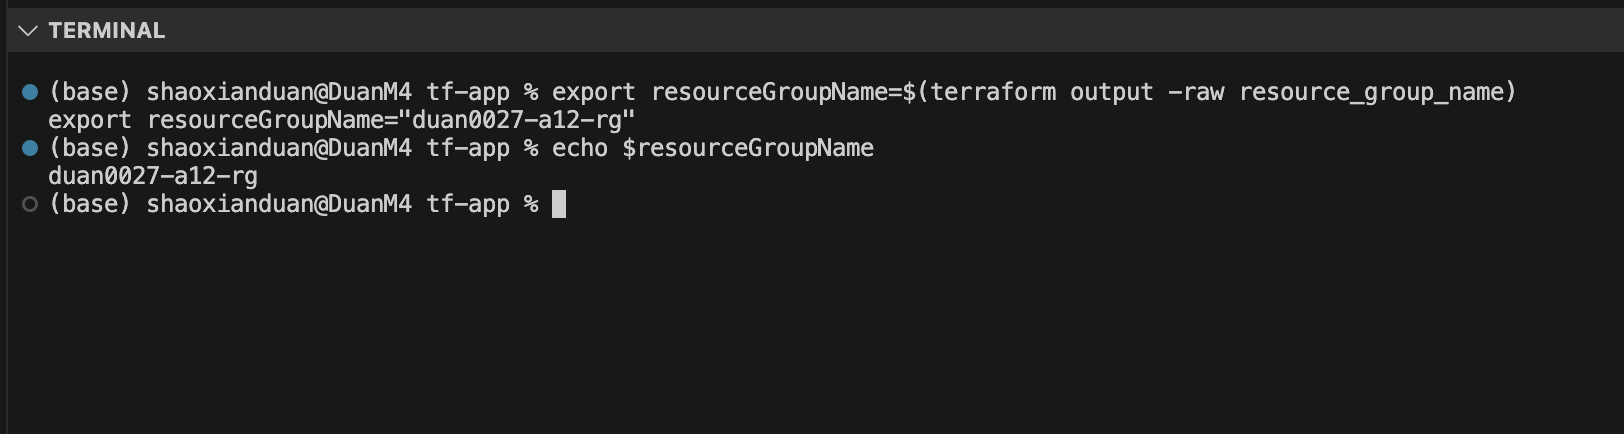 TERMINAL
(base) shaoxianduan@DuanM4 tf-app % export resourceGroupName=$(terraform output -raw resource_group_name)
export resourceGroupName="duan0027-a12-rg"
(base) shaoxianduan@DuanM4 tf-app % echo $resourceGroupName
duan0027-a12-rg
(base) shaoxianduan@DuanM4 tf-app %